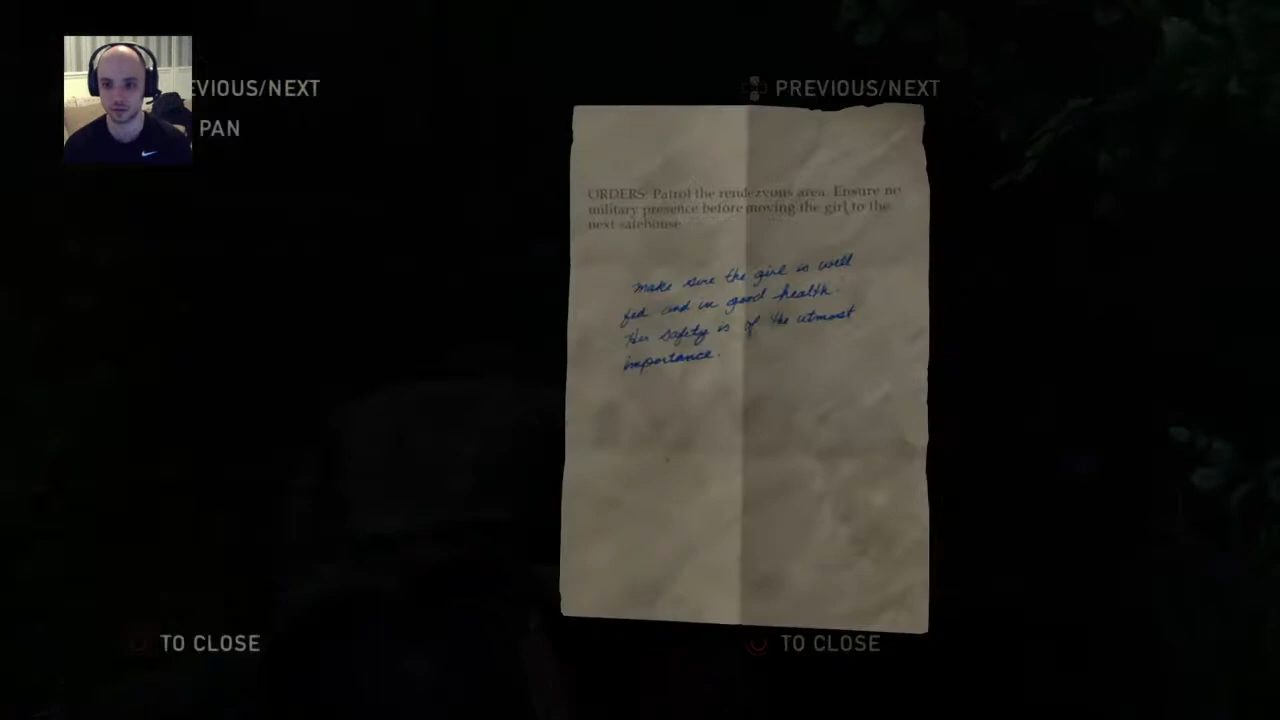 EVIOUS/NEXT
PREVIOUS/NEXT
PAN
ORDERS: Patrol the rendezvous area. Ensure no
military presence before moving the girl to the
next safehouse
Make sure the girl is well
fed and in good health.
Her safety is of the utmost
importance.
TO CLOSE
TO CLOSE